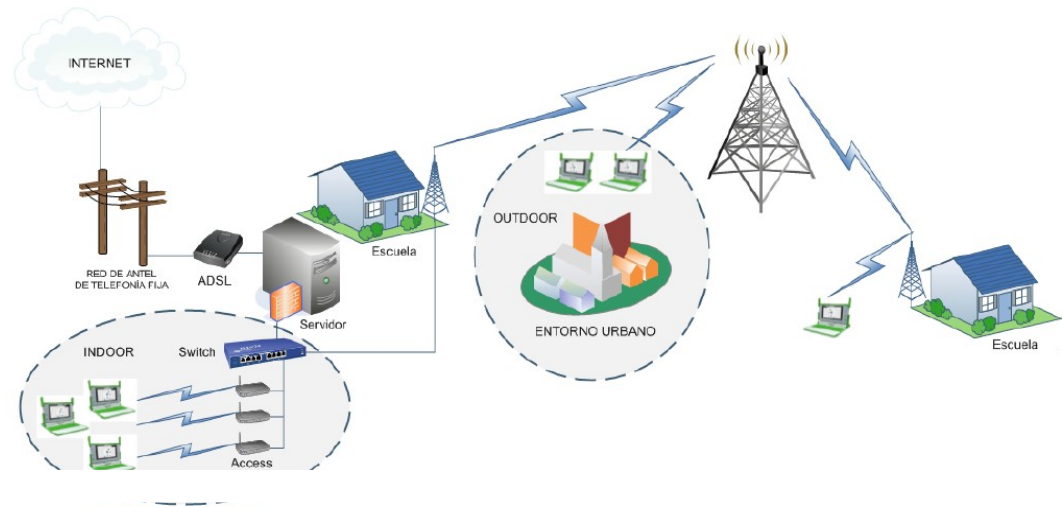 INTERNET
RED DE ANTEL
DE TELEFONÍA FIJA
ADSL
Servidor
Escuela
OUTDOOR
ENTORNO URBANO
Escuela
INDOOR
Switch
Access